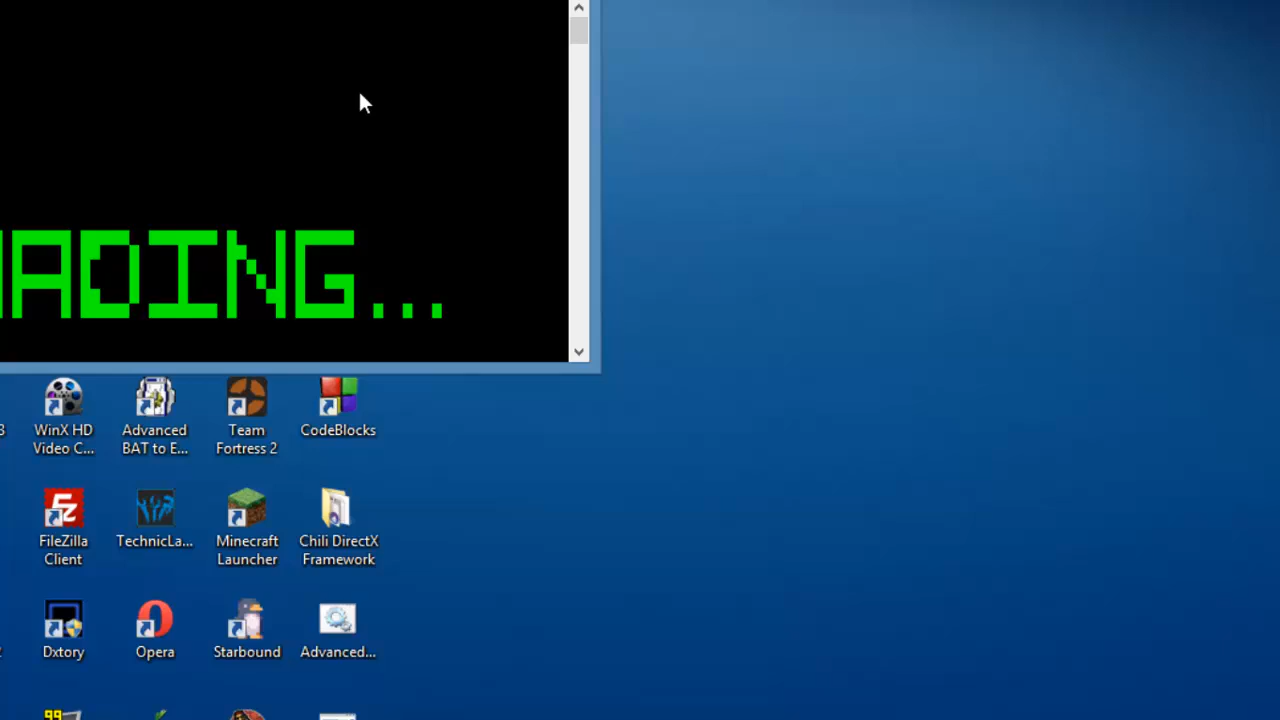 ADING...
WinX HD
Video C...
Advanced
BAT to E...
Team
Fortress 2
CodeBlocks
FileZilla
Client
TechnicLa...
Minecraft
Launcher
Chili DirectX
Framework
Dxtory
Opera
Starbound
Advanced...
99